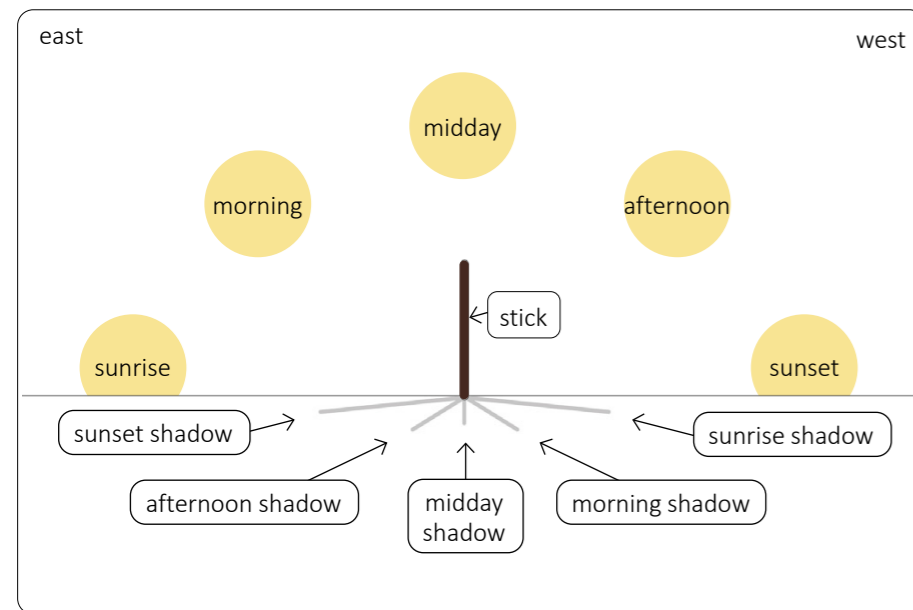 east
west
midday
morning
afternoon
stick
sunrise
sunset
sunset shadow
sunrise shadow
afternoon shadow
midday
shadow
morning shadow